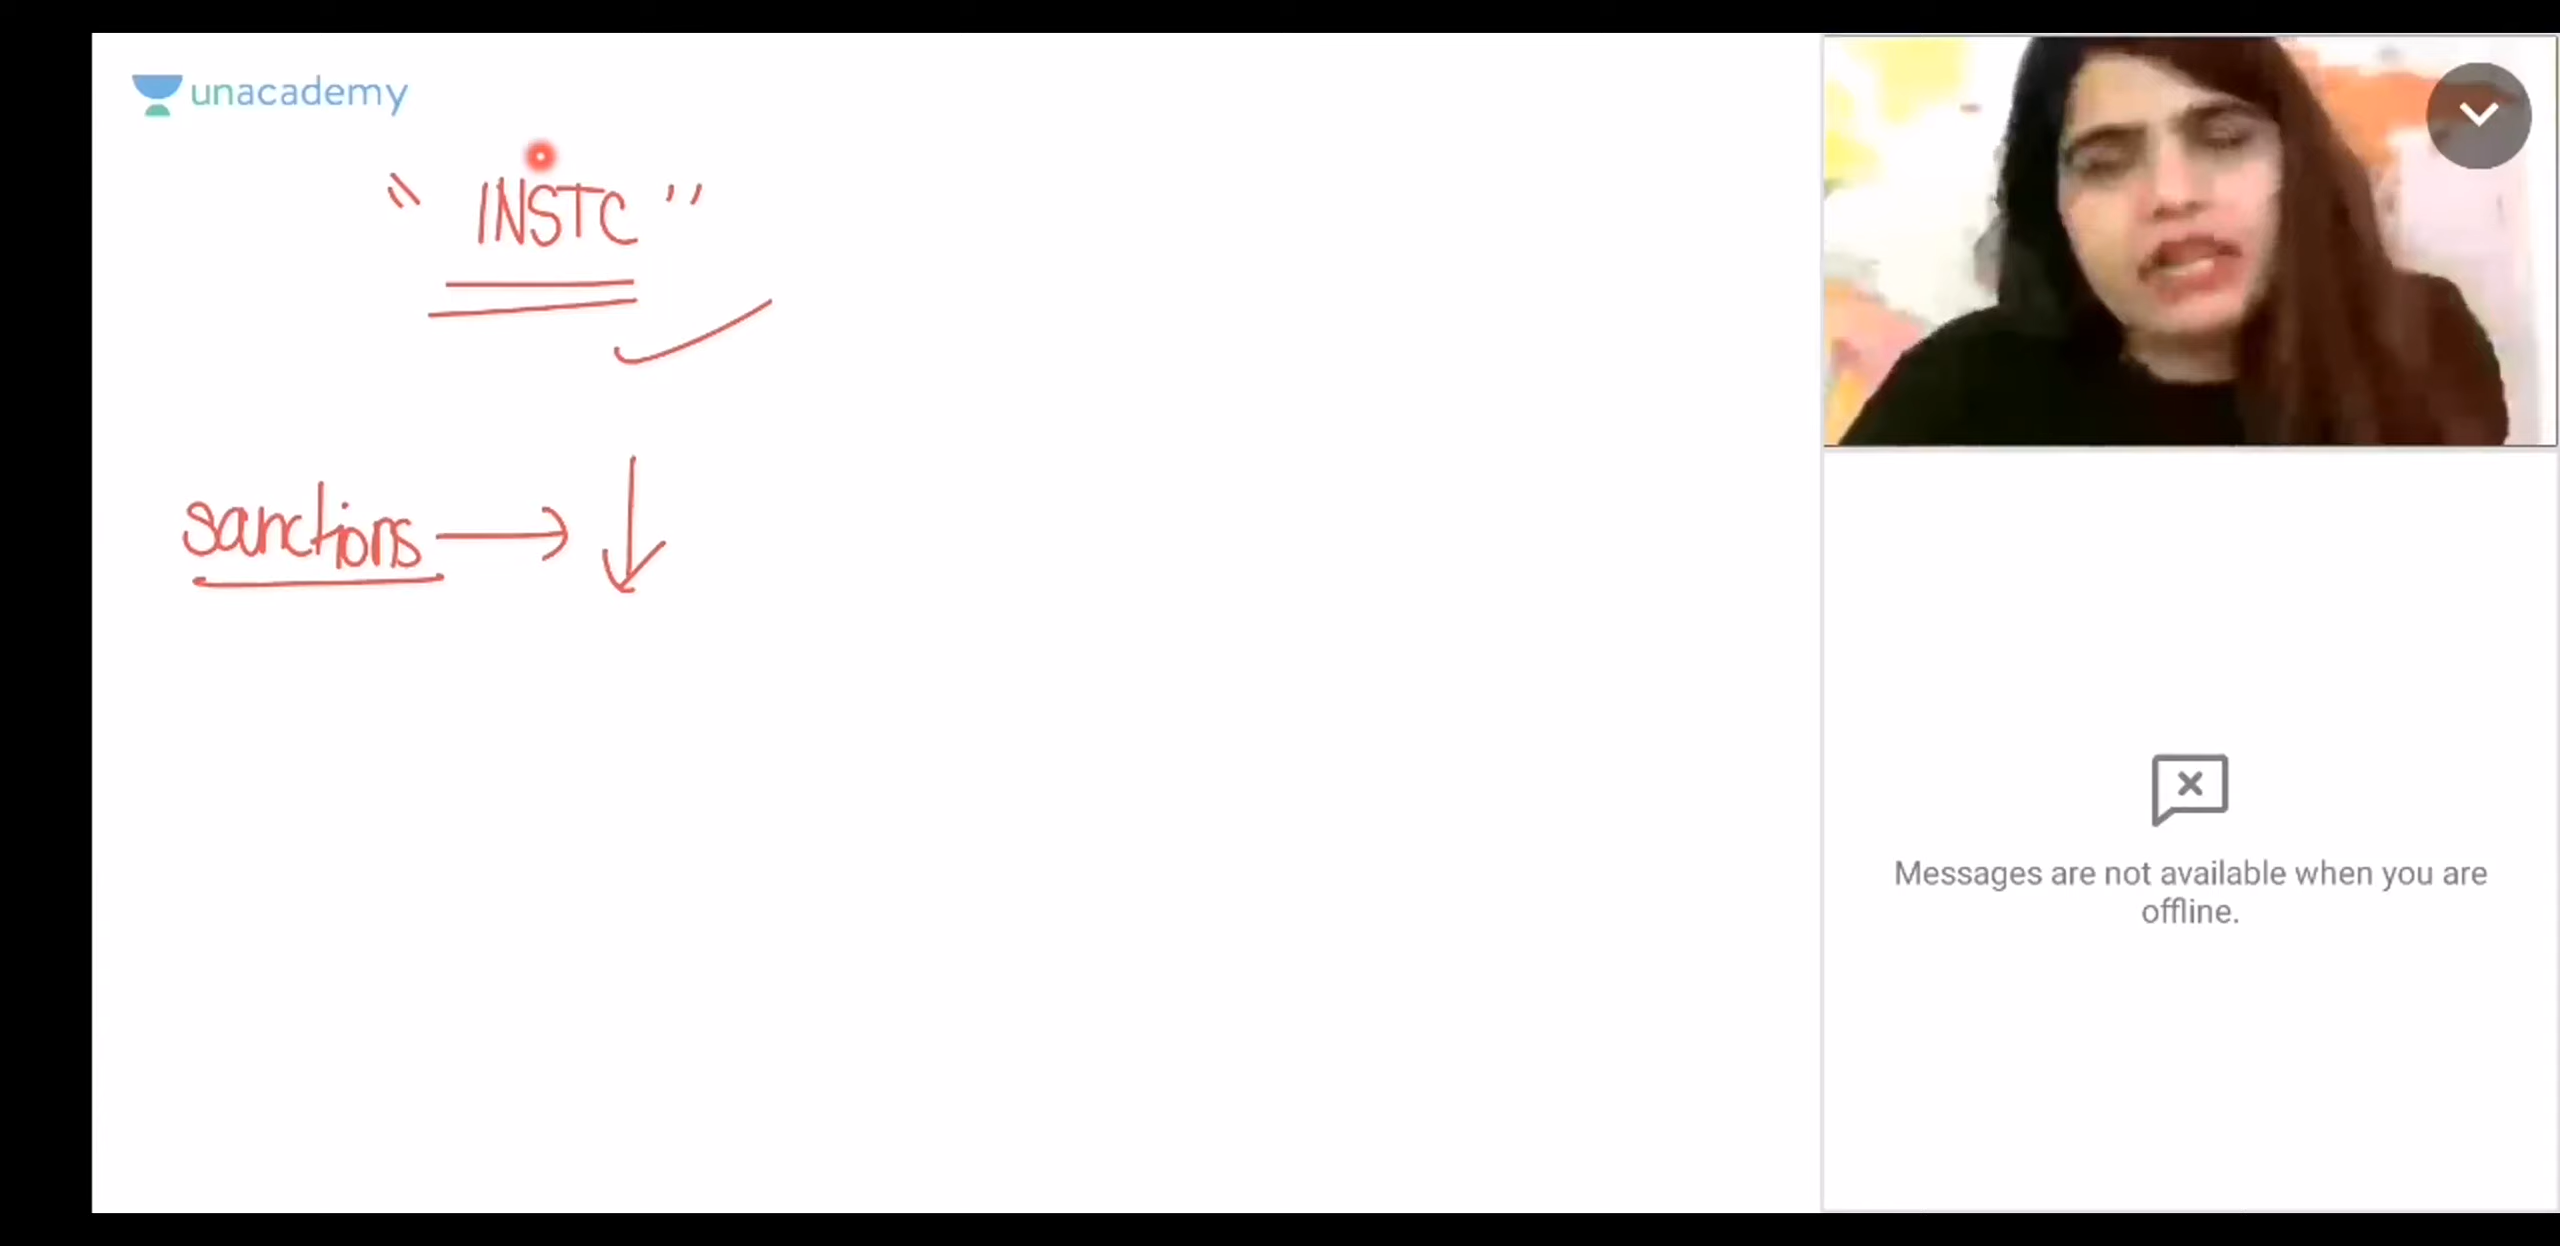 unacademy
" INSTC "
sanctions → ↓
Messages are not available when you are
offline.